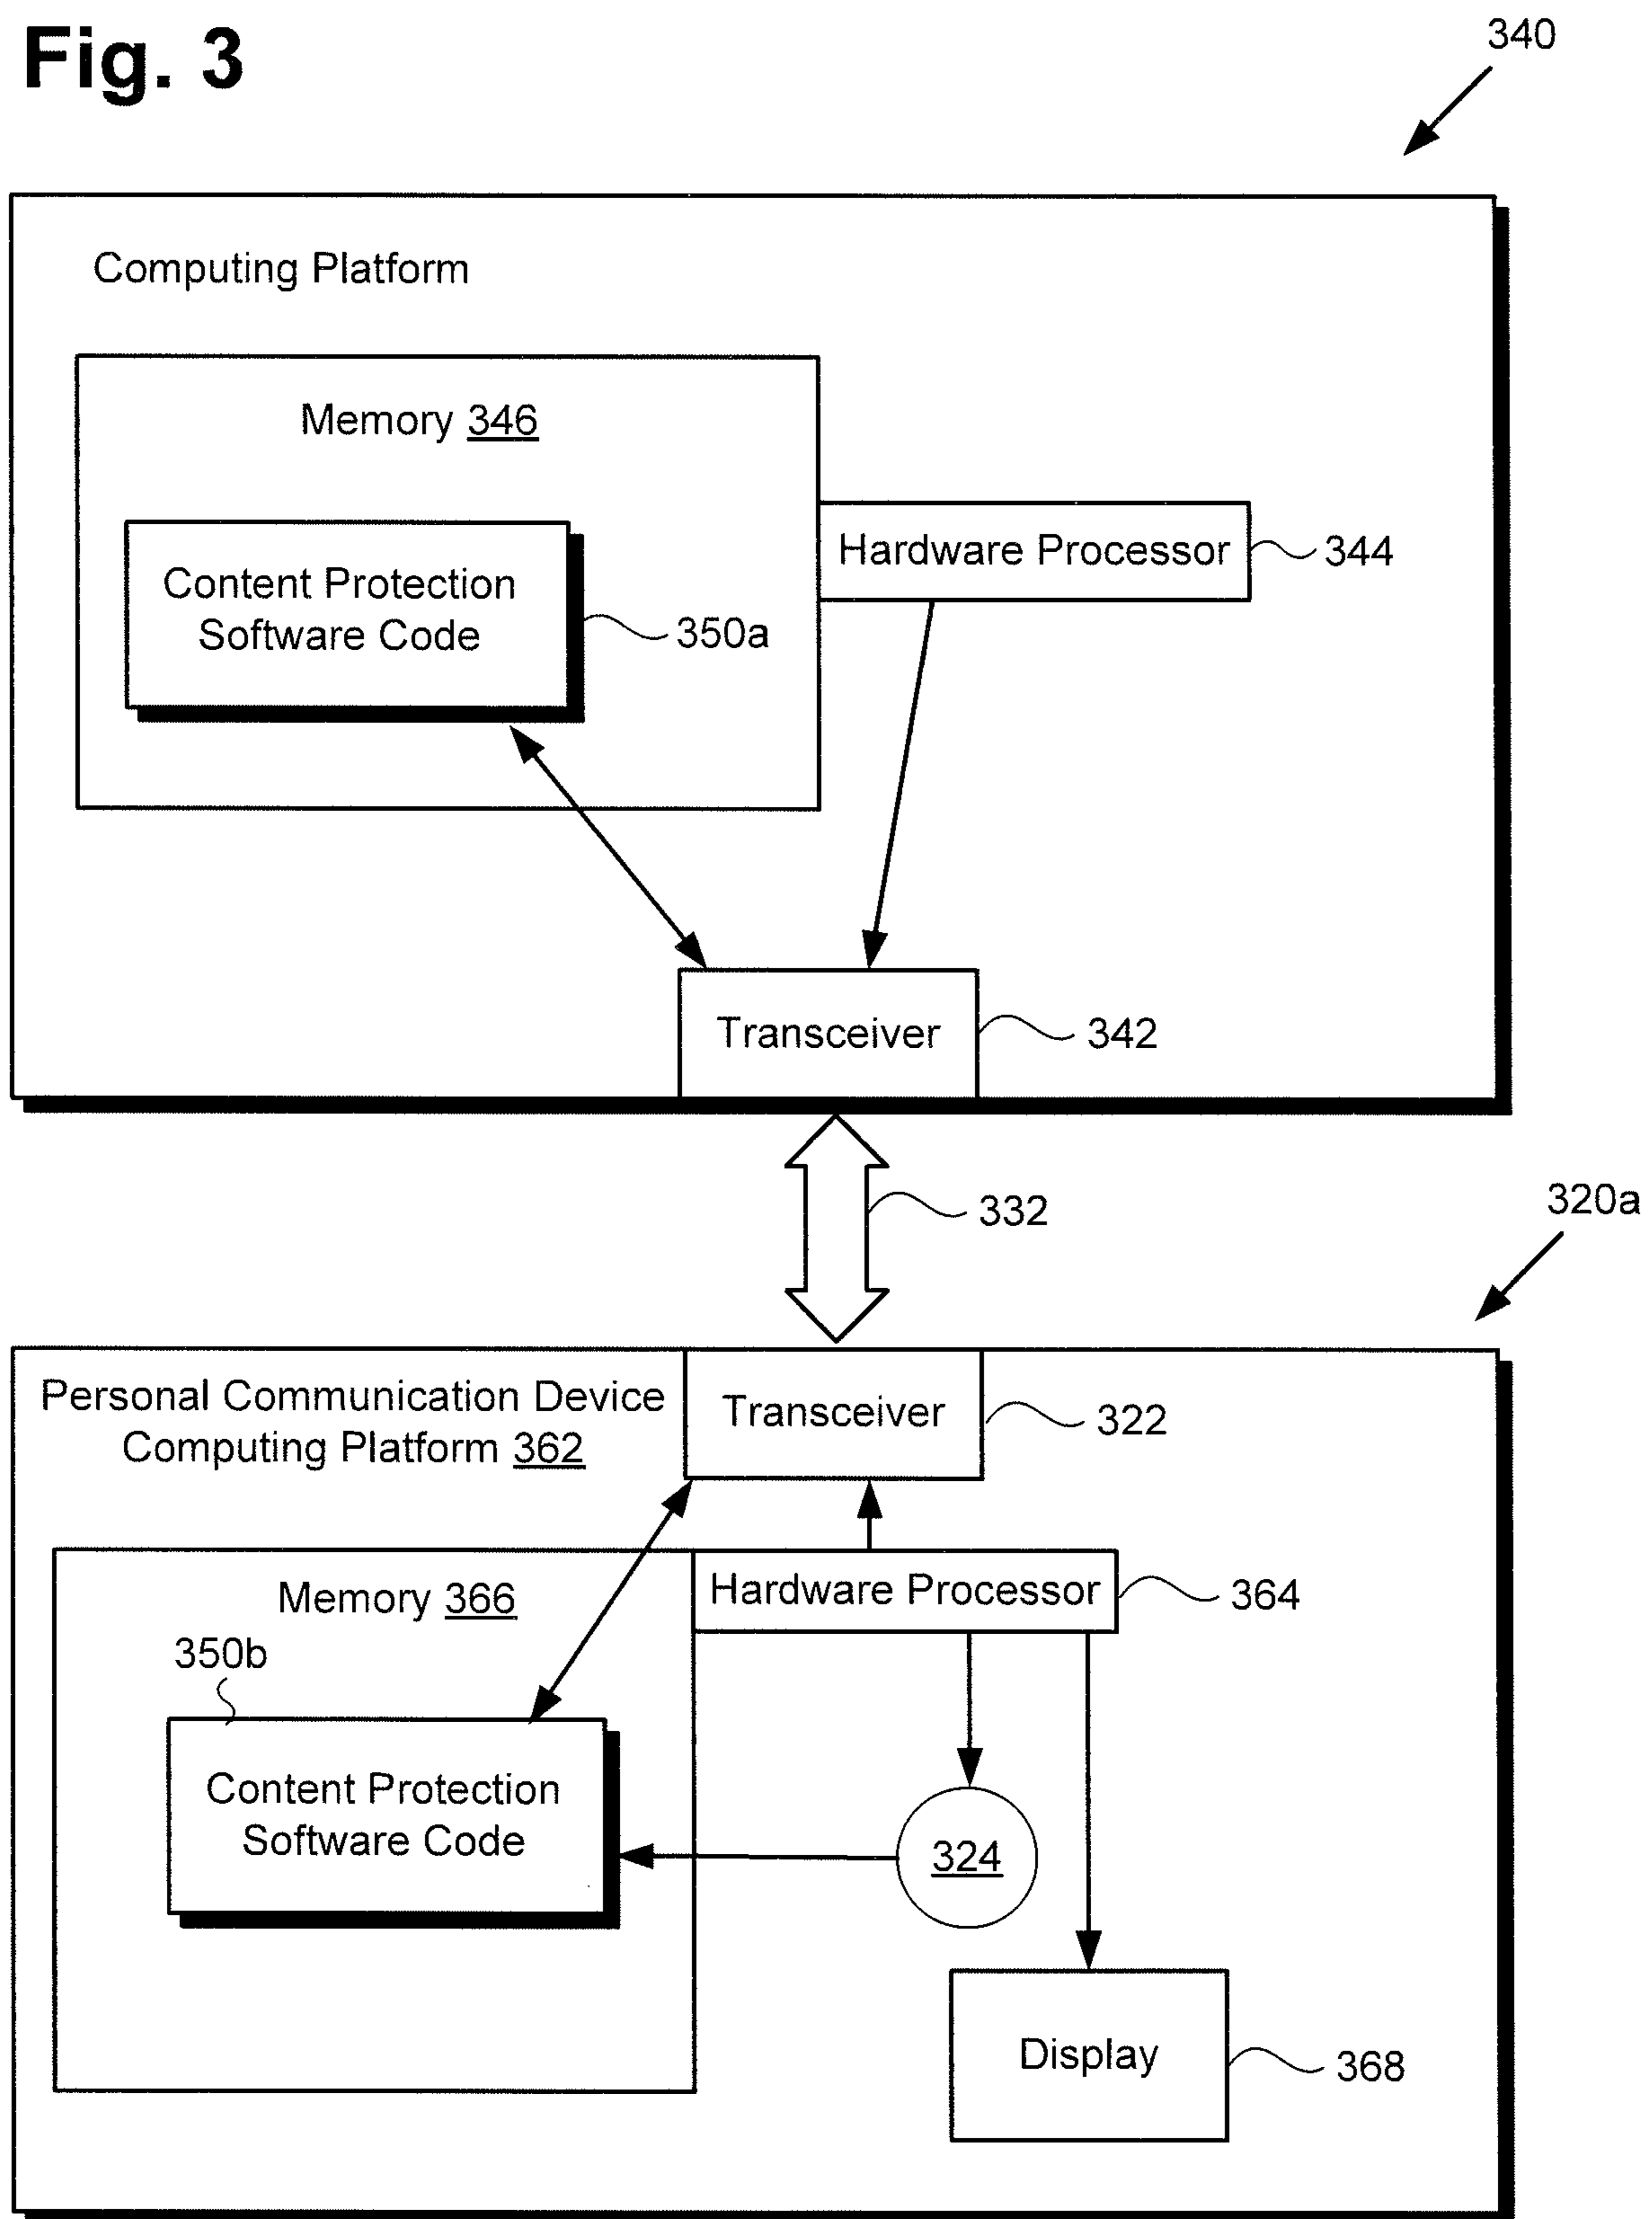 Fig. 3
340
Computing Platform
Memory 346
Hardware Processor
344
Content Protection
Software Code
350a
Transceiver
342
332
320a
Personal Communication Device
Computing Platform 362
Transceiver
322
Memory 366
Hardware Processor
364
350b
Content Protection
Software Code
324
Display
368